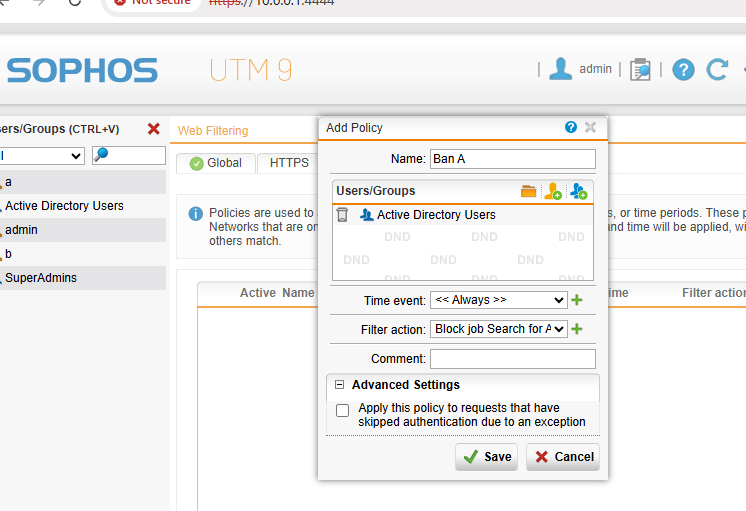 Not secure https://10.0.0.1:4444
SOPHOS UTM 9
| admin |
sers/Groups (CTRL+V)
a
Active Directory Users
admin
b
SuperAdmins
Web Filtering
Global HTTPS
Policies are used to
Networks that are on
others match.
s, or time periods. These p
and time will be applied, wi
Active Name
ime Filter action
Add Policy
Name: Ban A
Users/Groups
Active Directory Users
DND DND DND
DND DND DND
DND DND DND
Time event: << Always >>
Filter action: Block job Search for A
Comment:
Advanced Settings
Apply this policy to requests that have
skipped authentication due to an exception
Save Cancel